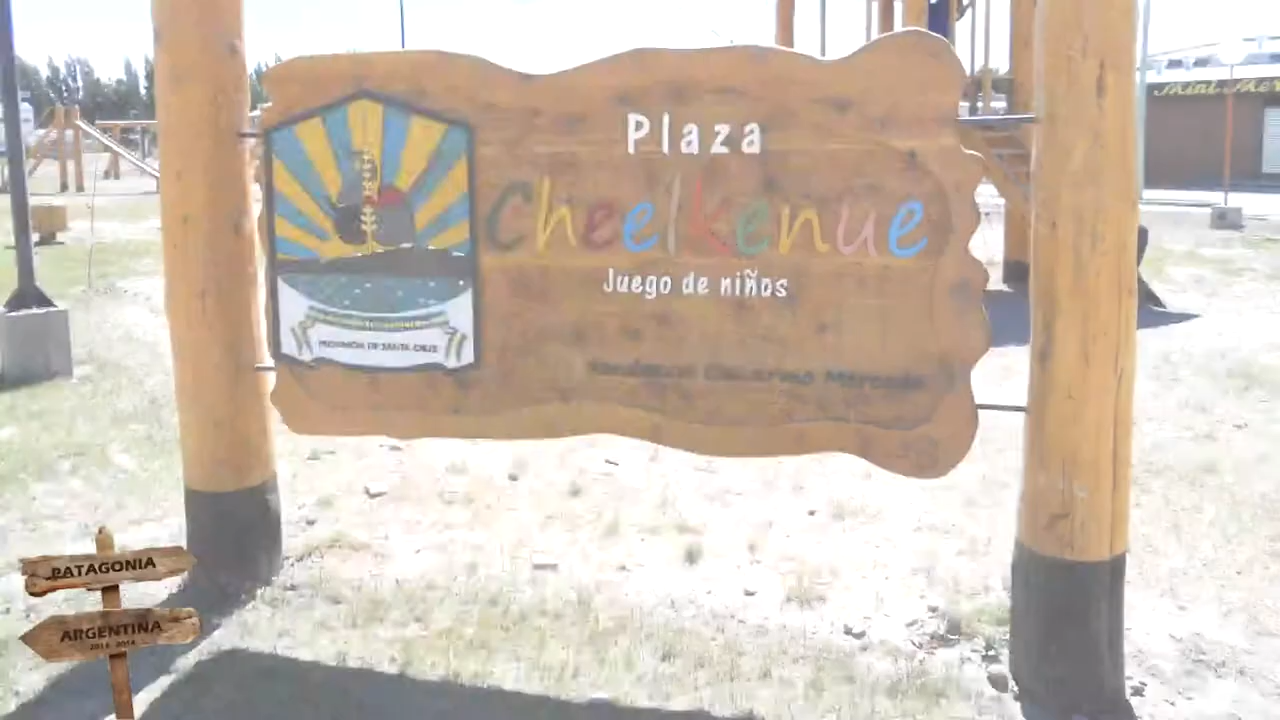 Plaza
Cheelkenue
Juego de niños
PROVINCIA DE SANTA CRUZ
PATAGONIA
ARGENTINA